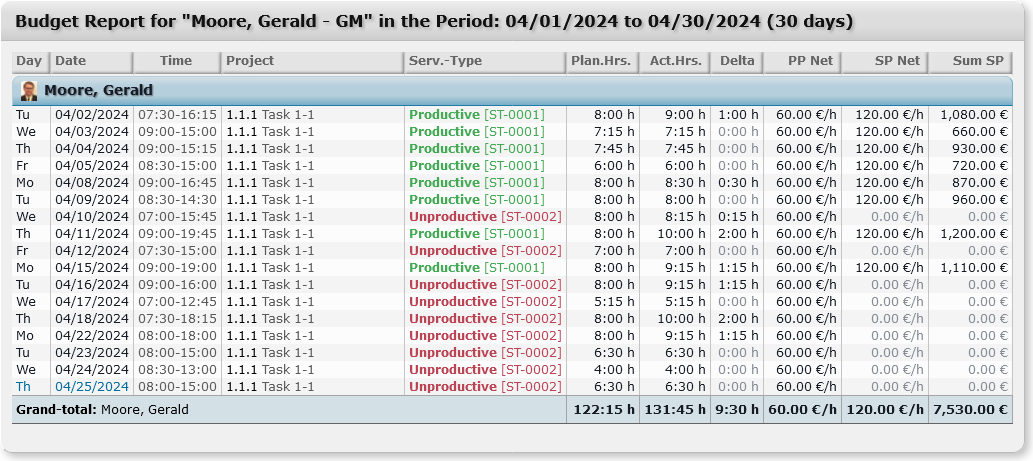 Budget Report for "Moore, Gerald - GM" in the Period: 04/01/2024 to 04/30/2024 (30 days)
Day Date Time Project Serv.-Type Plan.Hrs. Act.Hrs. Delta PP Net SP Net Sum SP
Moore, Gerald
Tu 04/02/2024 07:30-16:15 1.1.1 Task 1-1 Productive [ST-0001] 8:00 h 9:00 h 1:00 h 60.00 €/h 120.00 €/h 1,080.00 €
We 04/03/2024 09:00-15:00 1.1.1 Task 1-1 Productive [ST-0001] 7:15 h 7:15 h 0:00 h 60.00 €/h 120.00 €/h 660.00 €
Th 04/04/2024 09:00-15:15 1.1.1 Task 1-1 Productive [ST-0001] 7:45 h 7:45 h 0:00 h 60.00 €/h 120.00 €/h 930.00 €
Fr 04/05/2024 08:30-15:00 1.1.1 Task 1-1 Productive [ST-0001] 6:00 h 6:00 h 0:00 h 60.00 €/h 120.00 €/h 720.00 €
Mo 04/08/2024 09:00-16:45 1.1.1 Task 1-1 Productive [ST-0001] 8:00 h 8:30 h 0:30 h 60.00 €/h 120.00 €/h 870.00 €
Tu 04/09/2024 08:30-14:30 1.1.1 Task 1-1 Productive [ST-0001] 8:00 h 8:00 h 0:00 h 60.00 €/h 120.00 €/h 960.00 €
We 04/10/2024 07:00-15:45 1.1.1 Task 1-1 Unproductive [ST-0002] 8:00 h 8:15 h 0:15 h 60.00 €/h 0.00 €/h 0.00 €
Th 04/11/2024 09:00-19:45 1.1.1 Task 1-1 Productive [ST-0001] 8:00 h 10:00 h 2:00 h 60.00 €/h 120.00 €/h 1,200.00 €
Fr 04/12/2024 07:30-15:00 1.1.1 Task 1-1 Unproductive [ST-0002] 7:00 h 7:00 h 0:00 h 60.00 €/h 0.00 €/h 0.00 €
Mo 04/15/2024 09:00-19:00 1.1.1 Task 1-1 Productive [ST-0001] 8:00 h 9:15 h 1:15 h 60.00 €/h 120.00 €/h 1,110.00 €
Tu 04/16/2024 09:00-16:00 1.1.1 Task 1-1 Unproductive [ST-0002] 8:00 h 9:15 h 1:15 h 60.00 €/h 0.00 €/h 0.00 €
We 04/17/2024 07:00-12:45 1.1.1 Task 1-1 Unproductive [ST-0002] 5:15 h 5:15 h 0:00 h 60.00 €/h 0.00 €/h 0.00 €
Th 04/18/2024 07:30-18:15 1.1.1 Task 1-1 Unproductive [ST-0002] 8:00 h 10:00 h 2:00 h 60.00 €/h 0.00 €/h 0.00 €
Mo 04/22/2024 08:00-18:00 1.1.1 Task 1-1 Unproductive [ST-0002] 8:00 h 9:15 h 1:15 h 60.00 €/h 0.00 €/h 0.00 €
Tu 04/23/2024 08:00-15:00 1.1.1 Task 1-1 Unproductive [ST-0002] 6:30 h 6:30 h 0:00 h 60.00 €/h 0.00 €/h 0.00 €
We 04/24/2024 08:30-13:00 1.1.1 Task 1-1 Unproductive [ST-0002] 4:00 h 4:00 h 0:00 h 60.00 €/h 0.00 €/h 0.00 €
Th 04/25/2024 08:00-15:00 1.1.1 Task 1-1 Unproductive [ST-0002] 6:30 h 6:30 h 0:00 h 60.00 €/h 0.00 €/h 0.00 €
Grand-total: Moore, Gerald 122:15 h 131:45 h 9:30 h 60.00 €/h 120.00 €/h 7,530.00 €